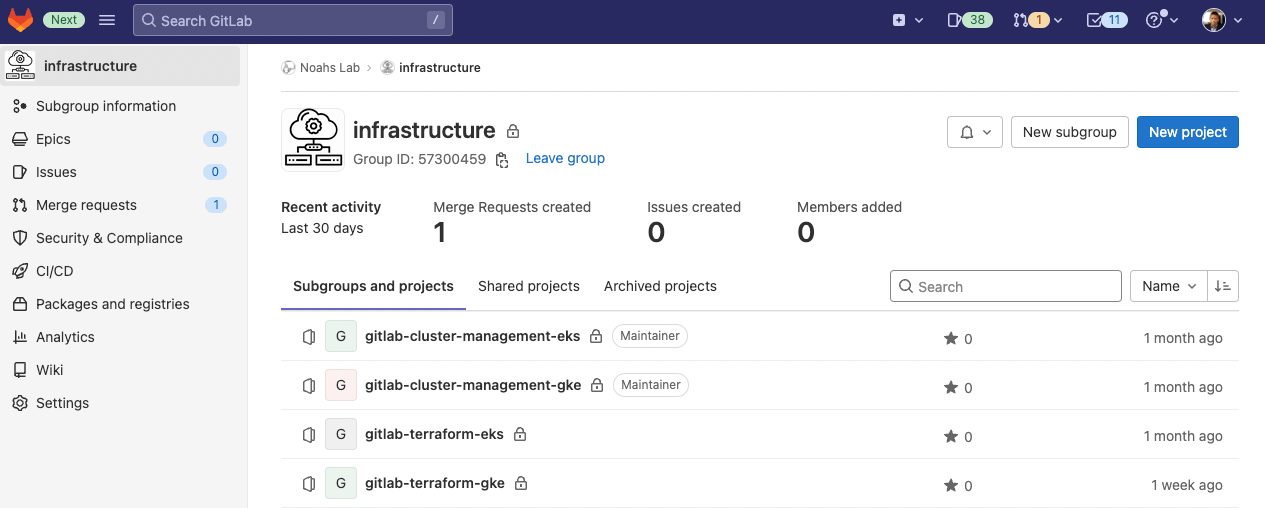 Next
Search GitLab
/
38
1
11
infrastructure
Subgroup information
Epics 0
Issues 0
Merge requests 1
Security & Compliance
CI/CD
Packages and registries
Analytics
Wiki
Settings
Noahs Lab › infrastructure
infrastructure
Group ID: 57300459 Leave group
New subgroup
New project
Recent activity
Last 30 days
Merge Requests created
1
Issues created
0
Members added
0
Subgroups and projects Shared projects Archived projects
Search
Name
G gitlab-cluster-management-eks Maintainer 0 1 month ago
G gitlab-cluster-management-gke Maintainer 0 1 month ago
G gitlab-terraform-eks 0 1 month ago
G gitlab-terraform-gke 0 1 week ago